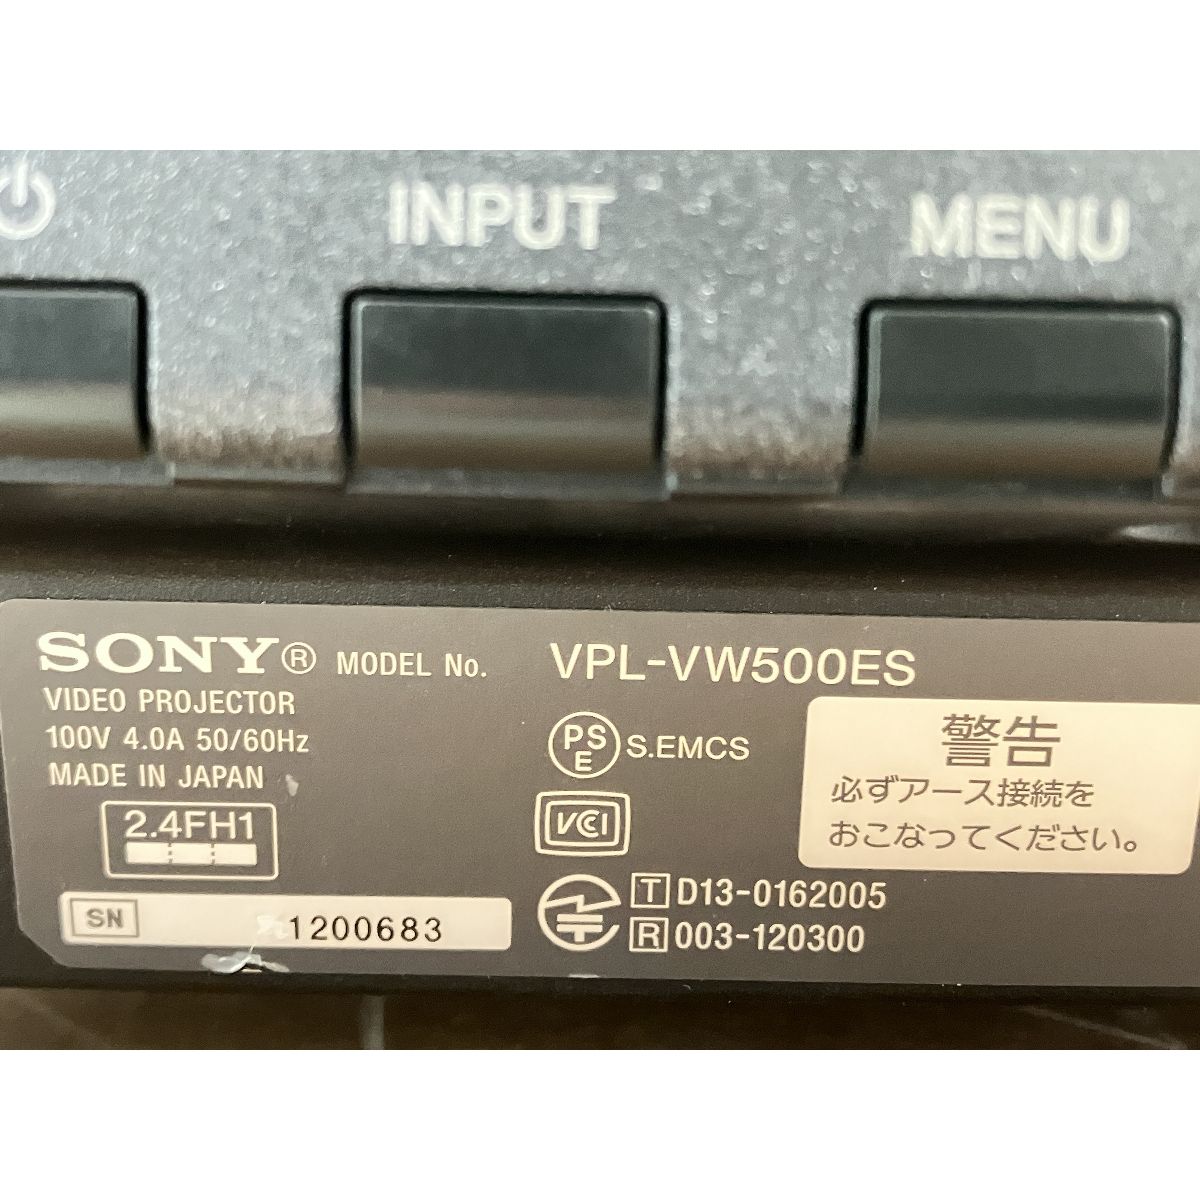 INPUT
MENU
SONY® MODEL No. VPL-VW500ES
VIDEO PROJECTOR
100V 4.0A 50/60Hz
MADE IN JAPAN
2.4FH1
SN 1200683
PSE S.EMCS
VCCI
T D13-0162005
R 003-120300
警告
必ずアース接続を
おこなってください。